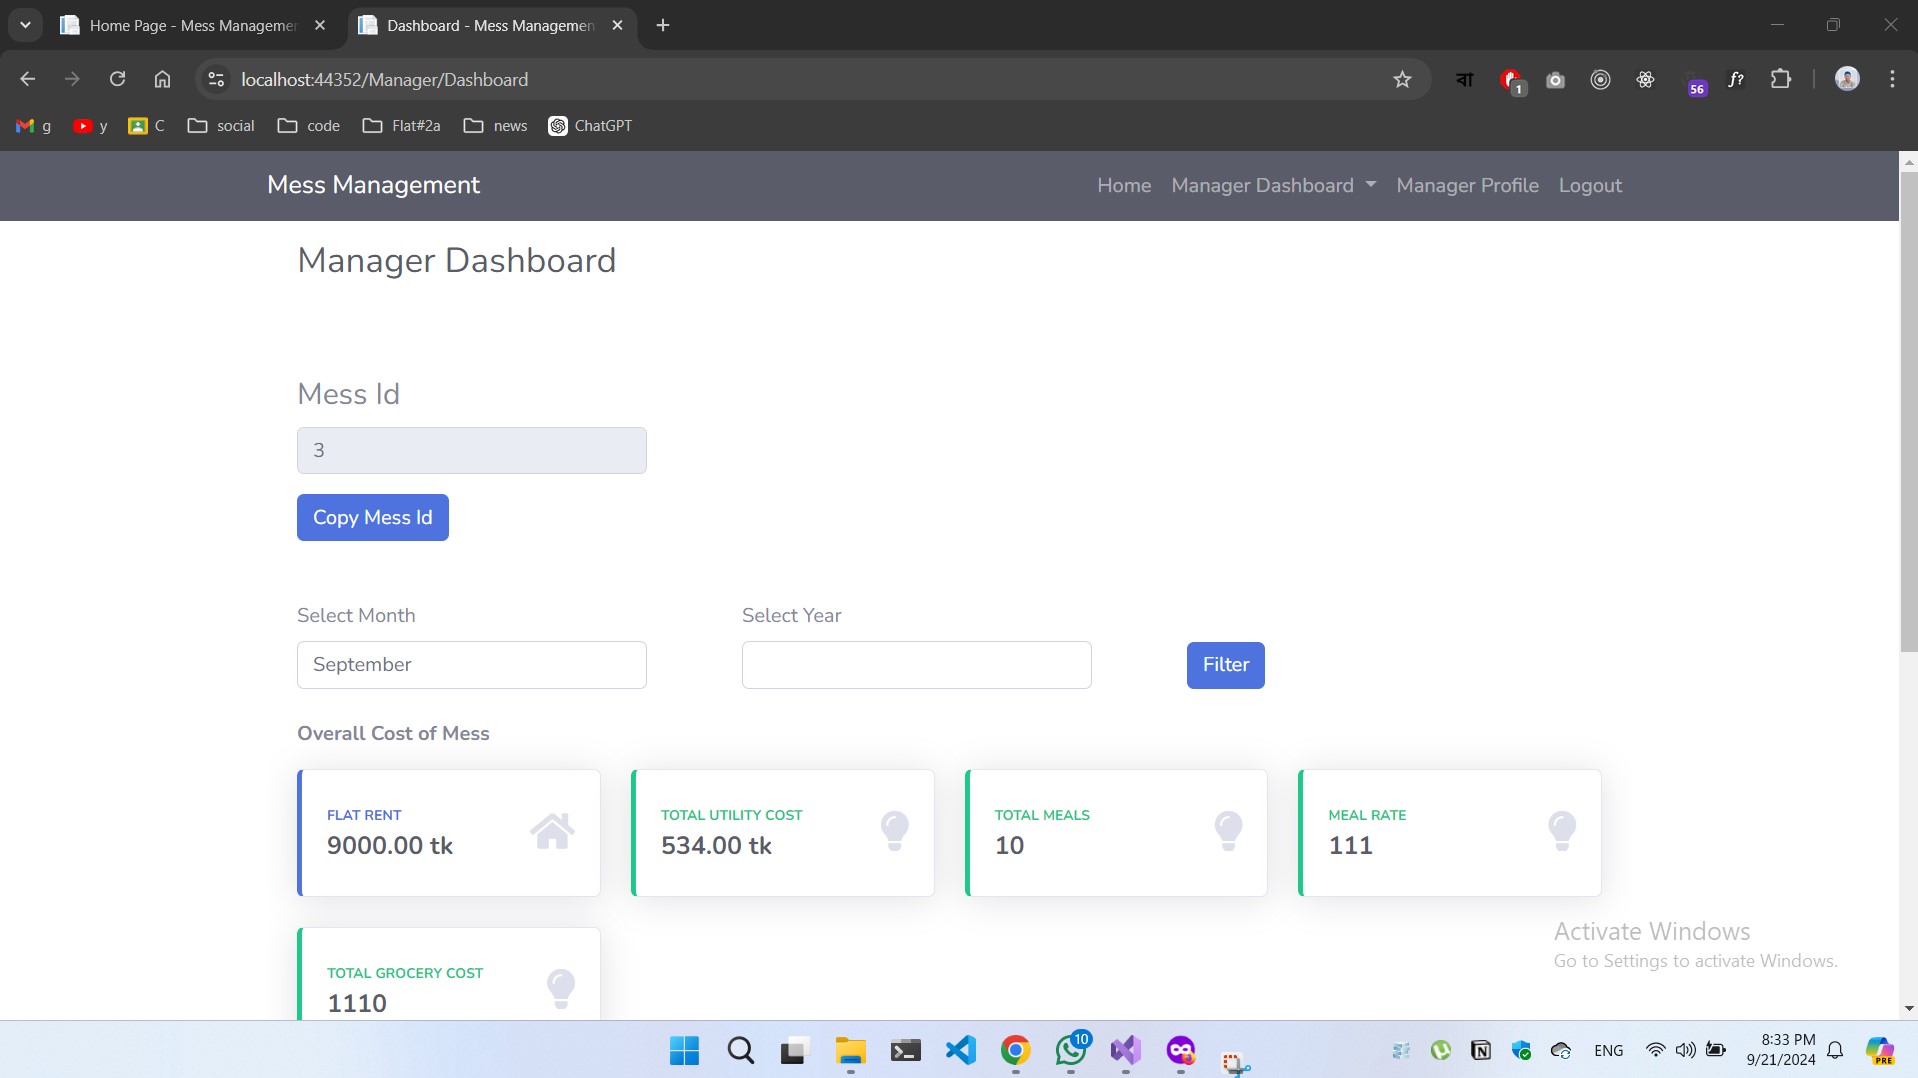 Home Page - Mess Managemen
Dashboard - Mess Managemen
localhost:44352/Manager/Dashboard
বা
1
56
f?
g
y
C
social
code
Flat#2a
news
ChatGPT
Mess Management
Home
Manager Dashboard
Manager Profile
Logout
Manager Dashboard
Mess Id
3
Copy Mess Id
Select Month
Select Year
September
Filter
Overall Cost of Mess
FLAT RENT
9000.00 tk
TOTAL UTILITY COST
534.00 tk
TOTAL MEALS
10
MEAL RATE
111
TOTAL GROCERY COST
1110
Activate Windows
Go to Settings to activate Windows.
10
ENG
8:33 PM
9/21/2024
PRE